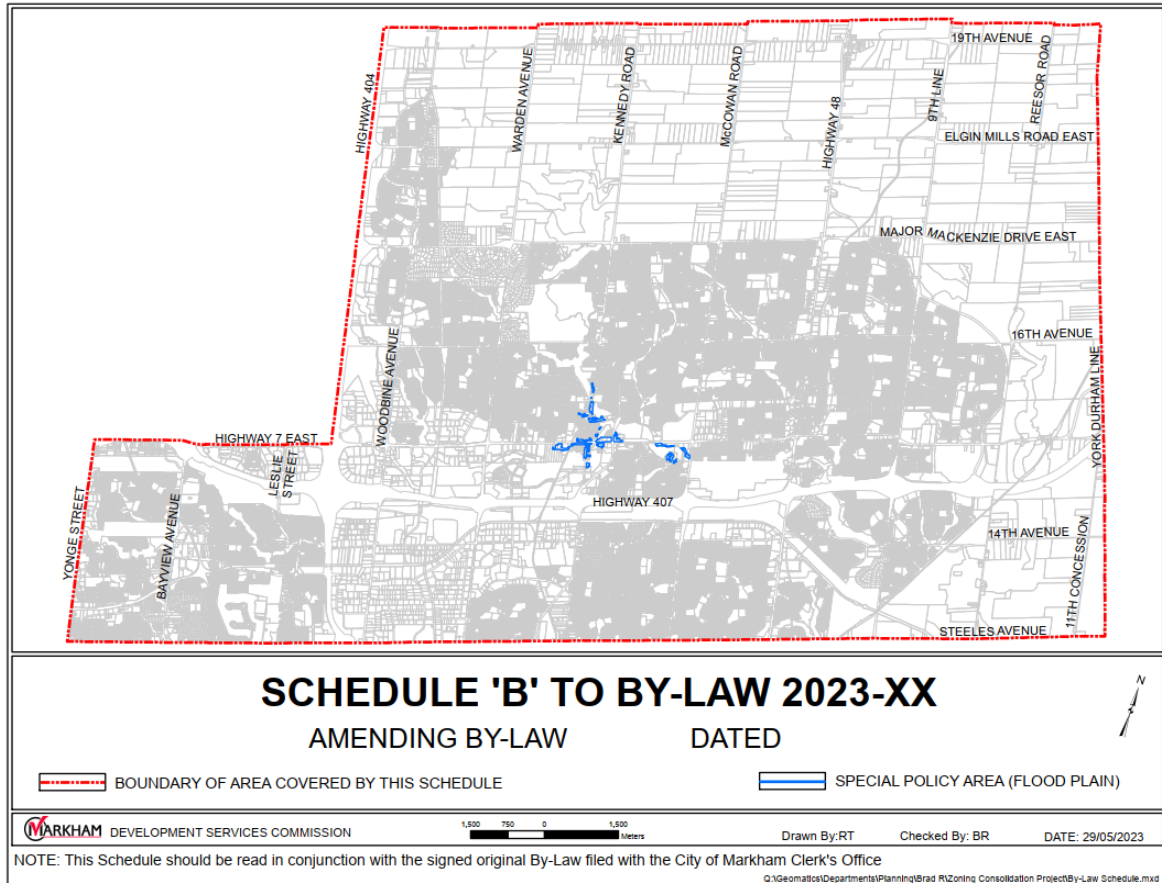 19TH AVENUE
HIGHWAY 404
WARDEN AVENUE
KENNEDY ROAD
McCOWAN ROAD
HIGHWAY 48
9TH LINE
REESOR ROAD
ELGIN MILLS ROAD EAST
MAJOR MACKENZIE DRIVE EAST
16TH AVENUE
WOODBINE AVENUE
YORK DURHAM LINE
HIGHWAY 7 EAST
LESLIE
STREET
HIGHWAY 407
YONGE STREET
BAYVIEW AVENUE
14TH AVENUE
11TH CONCESSION
STEELES AVENUE
SCHEDULE 'B' TO BY-LAW 2023-XX
AMENDING BY-LAW DATED
N
BOUNDARY OF AREA COVERED BY THIS SCHEDULE
SPECIAL POLICY AREA (FLOOD PLAIN)
MARKHAM DEVELOPMENT SERVICES COMMISSION
1,500 750 0 1,500
Meters
Drawn By:RT Checked By: BR DATE: 29/05/2023
NOTE: This Schedule should be read in conjunction with the signed original By-Law filed with the City of Markham Clerk's Office
Q:\Geomatics\Departments\Planning\Brad R\Zoning Consolidation Project\By-Law Schedule.mxd